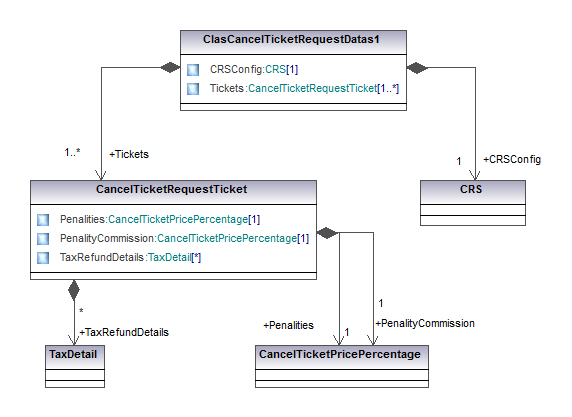 ClasCancelTicketRequestDatas1
CRSConfig:CRS[1]
Tickets:CancelTicketRequestTicket[1..*]
1..*
+Tickets
1
+CRSConfig
CancelTicketRequestTicket
Penalities:CancelTicketPricePercentage[1]
PenalityCommission:CancelTicketPricePercentage[1]
TaxRefundDetails:TaxDetail[*]
CRS
*
+TaxRefundDetails
+Penalities
1
1
+PenalityCommission
TaxDetail
CancelTicketPricePercentage